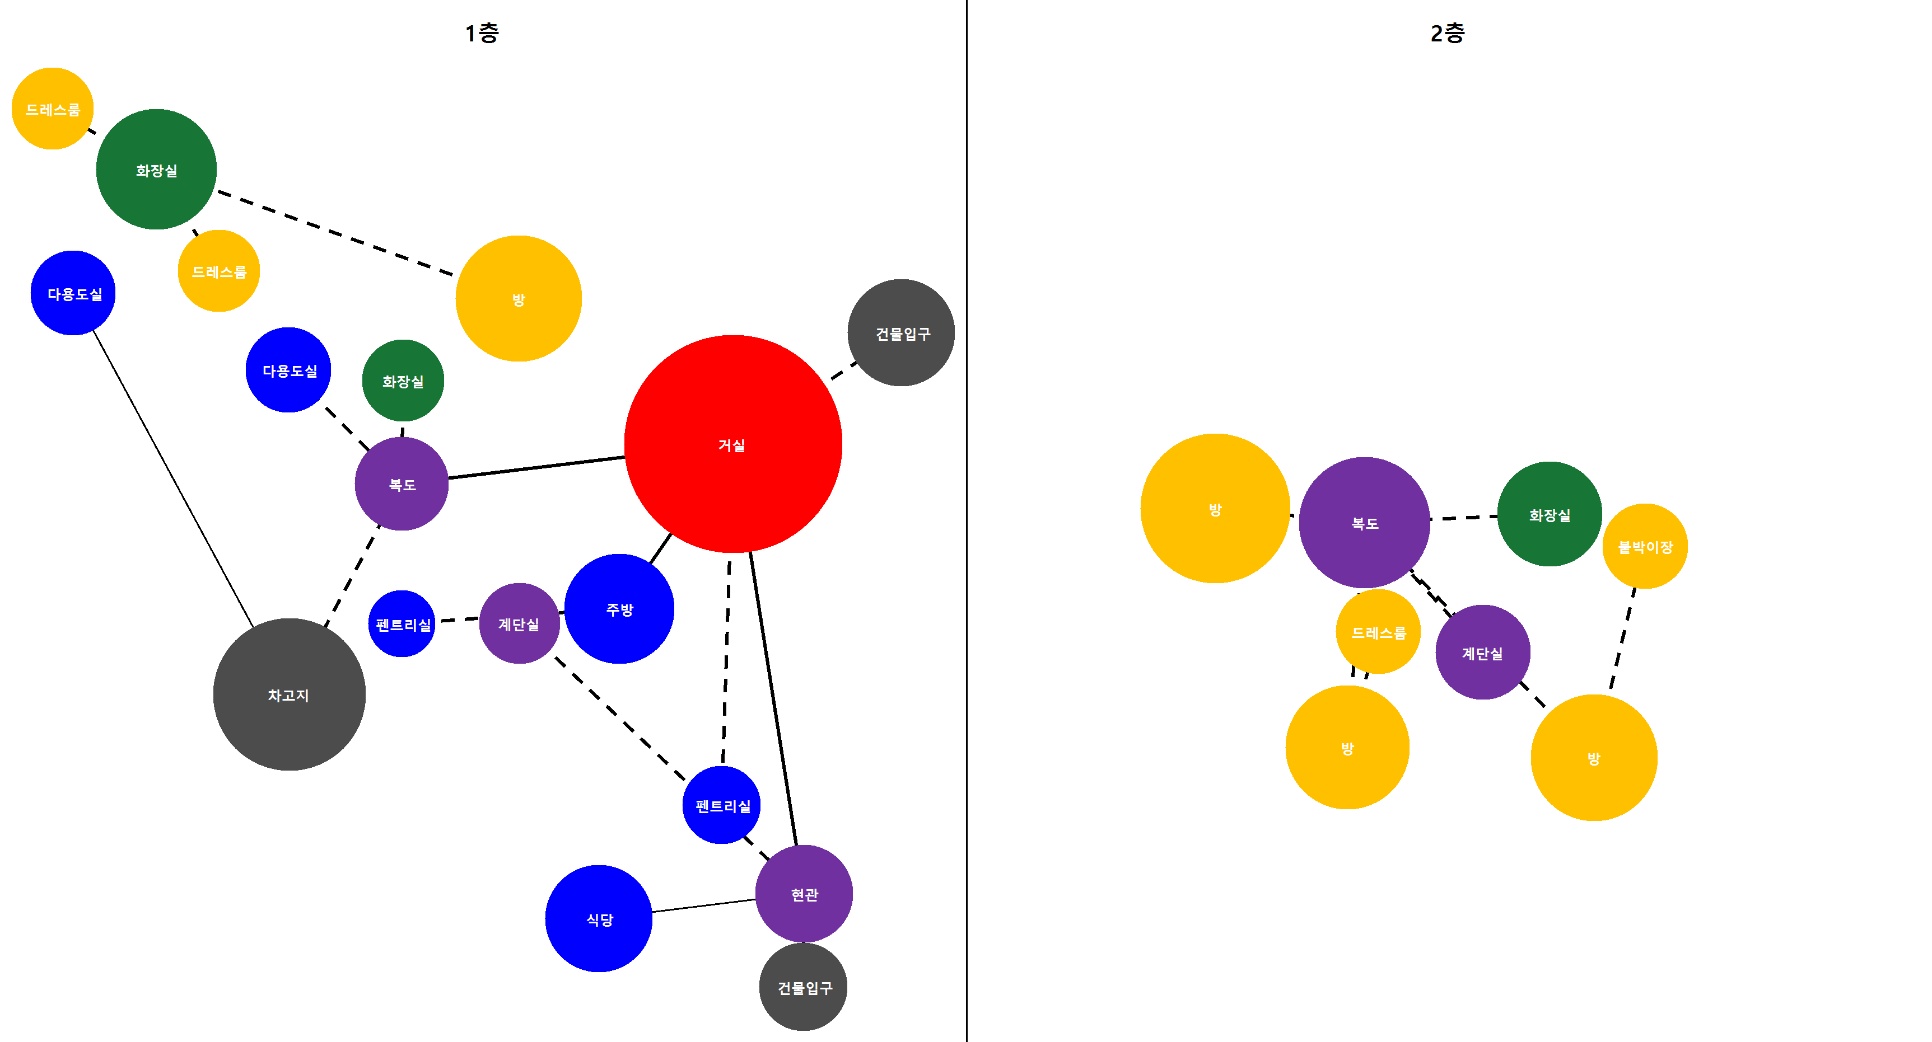 1층
드레스룸
화장실
드레스룸
다용도실
방
건물입구
다용도실
화장실
거실
복도
주방
펜트리실
계단실
차고지
펜트리실
현관
식당
건물입구
2층
방
복도
화장실
붙박이장
드레스룸
계단실
방
방